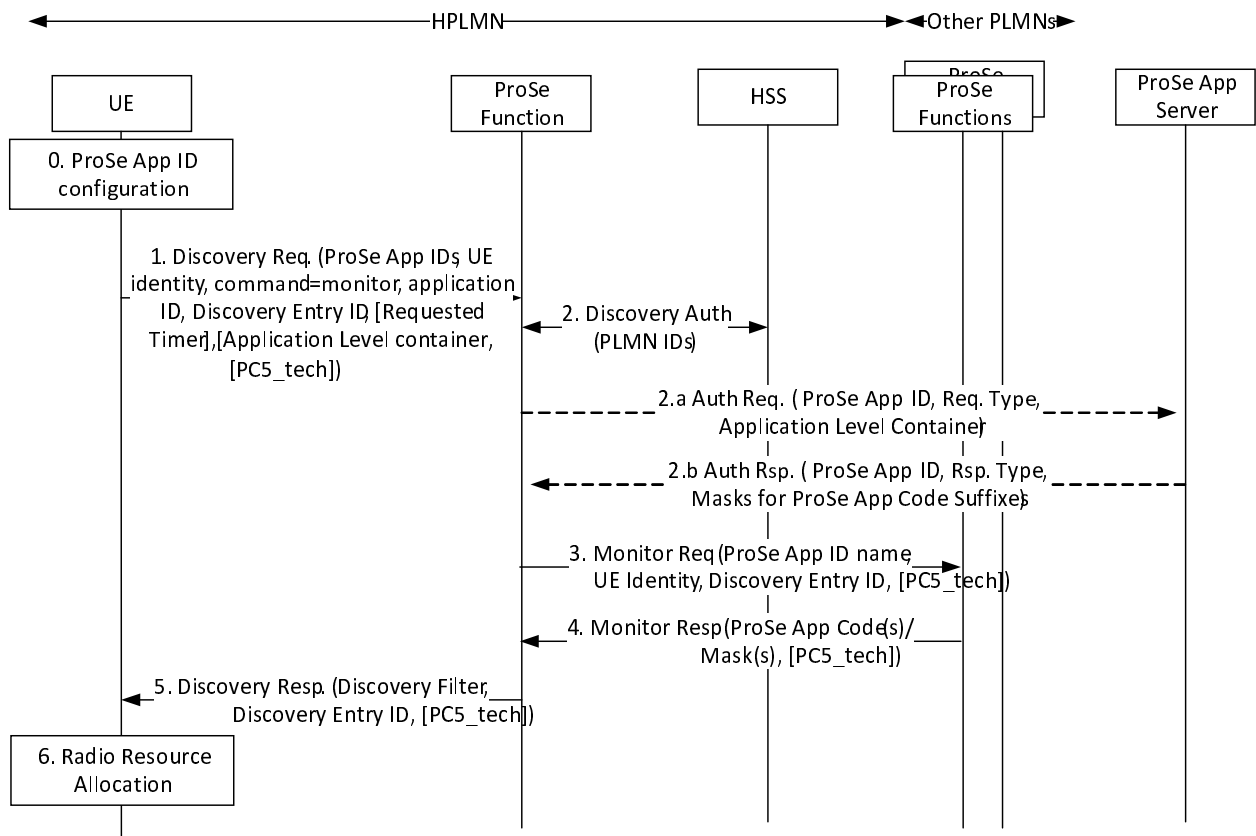 HPLMN
Other PLMNs
UE
ProSe
Function
HSS
ProSe
ProSe
Functions
ProSe App
Server
0. ProSe App ID
configuration
1. Discovery Req. (ProSe App IDs, UE
identity, command=monitor, application
ID, Discovery Entry ID, [Requested
Timer],[Application Level container,
[PC5_tech])
2. Discovery Auth
(PLMN IDs)
2.a Auth Req. ( ProSe App ID, Req. Type,
Application Level Container)
2.b Auth Rsp. ( ProSe App ID, Rsp. Type,
Masks for ProSe App Code Suffixes)
3. Monitor Req (ProSe App ID name,
UE Identity, Discovery Entry ID, [PC5_tech])
4. Monitor Resp (ProSe App Code(s)/
Mask(s), [PC5_tech])
5. Discovery Resp. (Discovery Filter,
Discovery Entry ID, [PC5_tech])
6. Radio Resource
Allocation